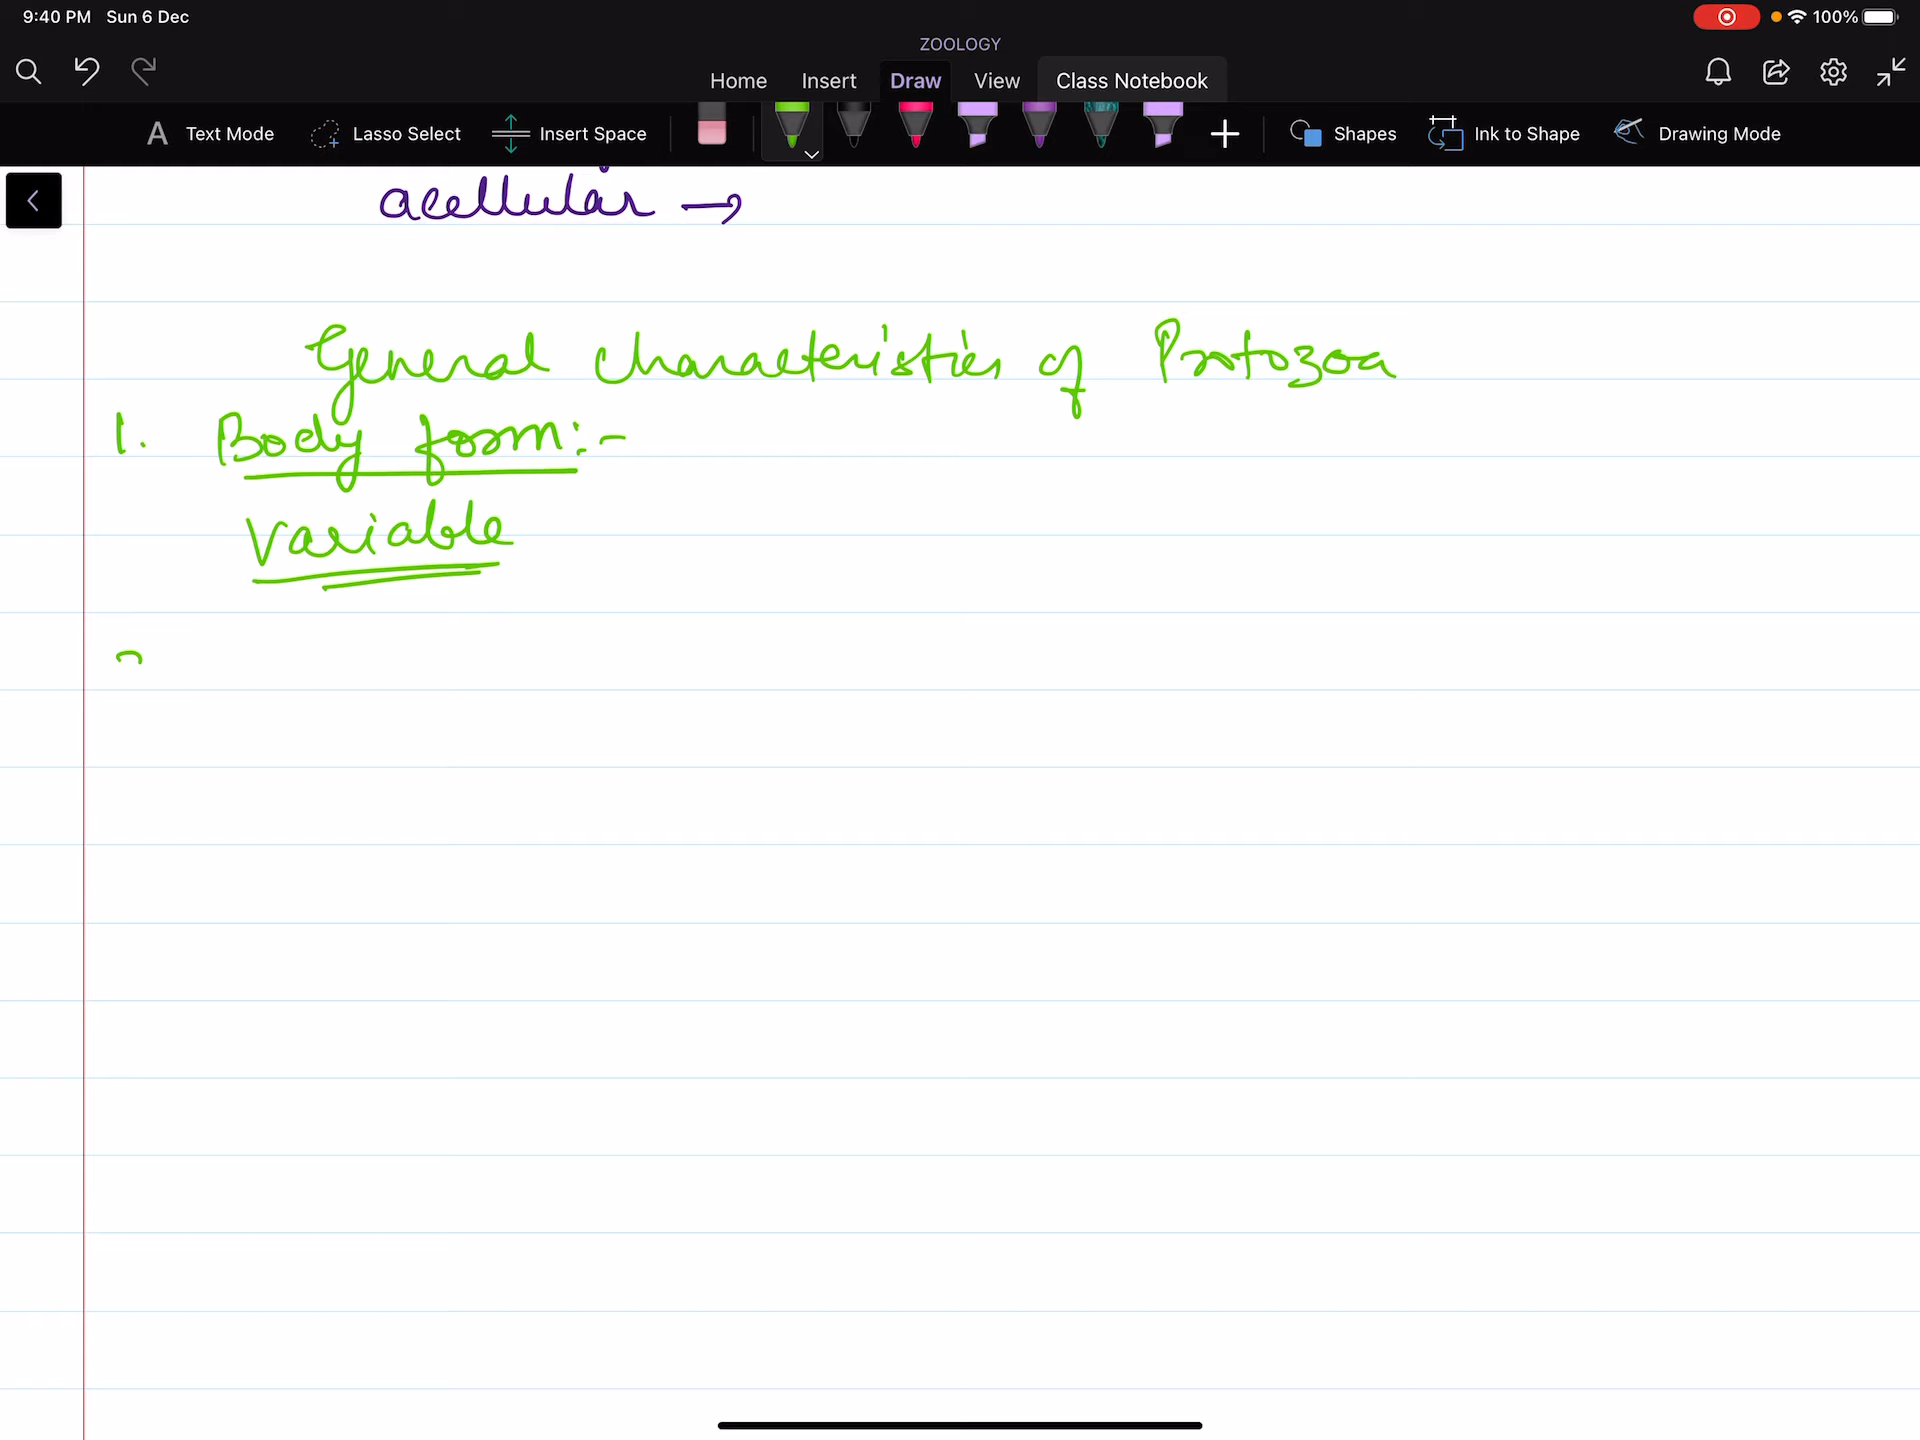 9:40 PM Sun 6 Dec
100%
ZOOLOGY
Home Insert Draw View Class Notebook
A Text Mode Lasso Select Insert Space Shapes Ink to Shape Drawing Mode
acellular →
General characteristics of Protozoa
1. Body form:-
Variable